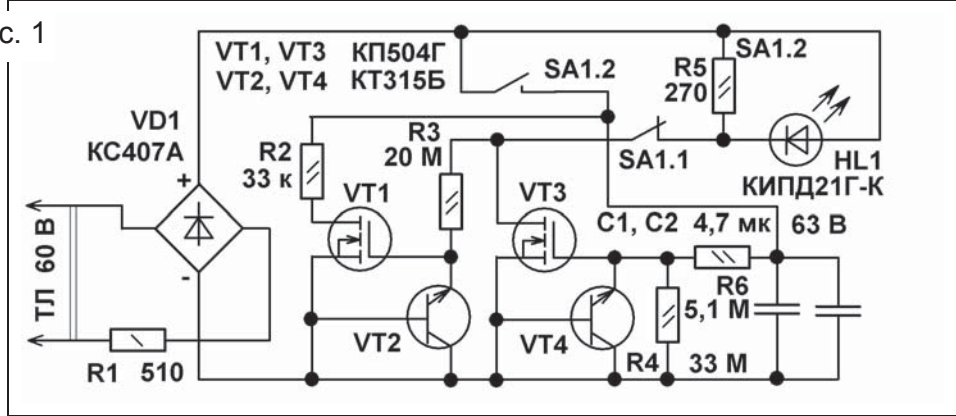 с. 1
VT1, VT3 КП504Г
VT2, VT4 КТ315Б
SA1.2
SA1.2
R5
270
VD1
КС407А
R2
33 к
R3
20 М
SA1.1
HL1
КИПД21Г-К
VT1
VT3
C1, C2 4,7 мк 63 В
+
-
ТЛ 60 В
R6
5,1 М
VT2
VT4
R1 510
R4 33 М